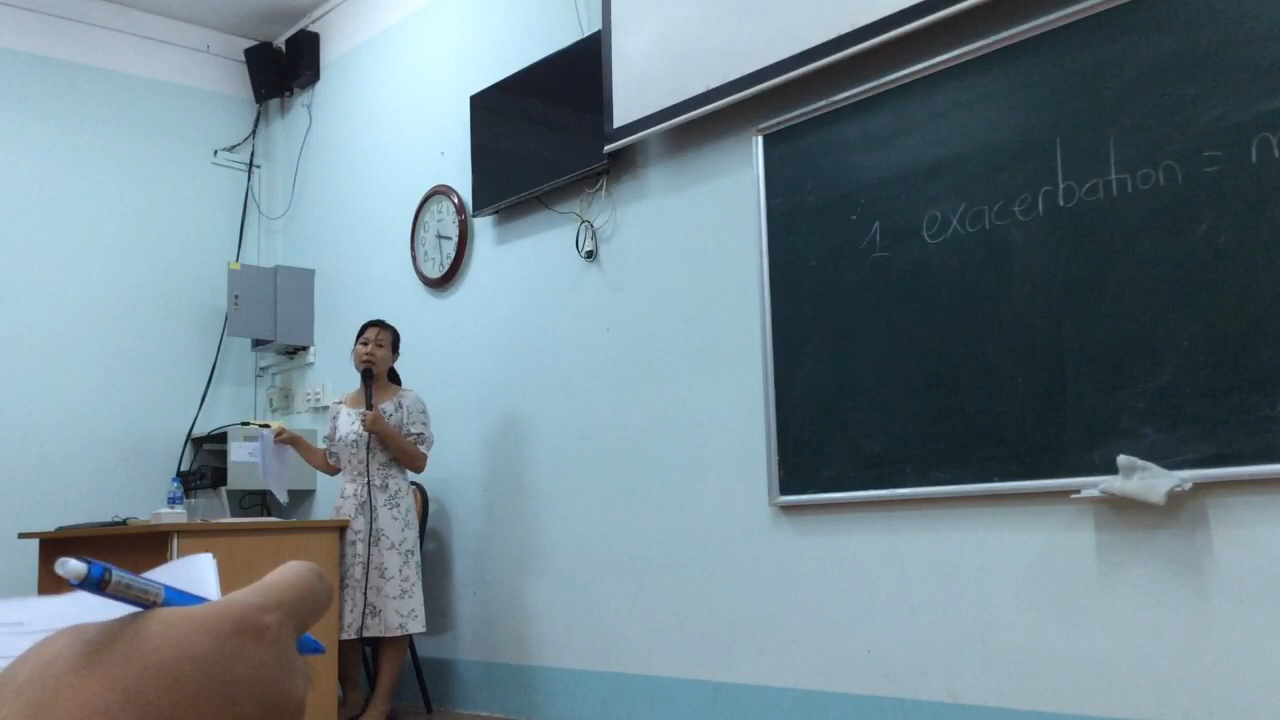 1 exacerbation =